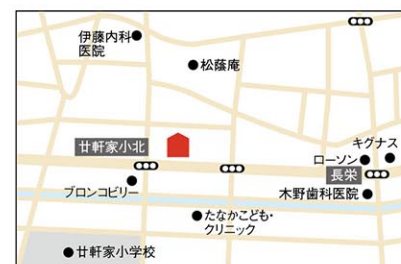 伊藤内科
医院
松蔭庵
廿軒家小北
キグナス
ローソン
長栄
ブロンコビリー
木野歯科医院
たなかこども・
クリニック
廿軒家小学校